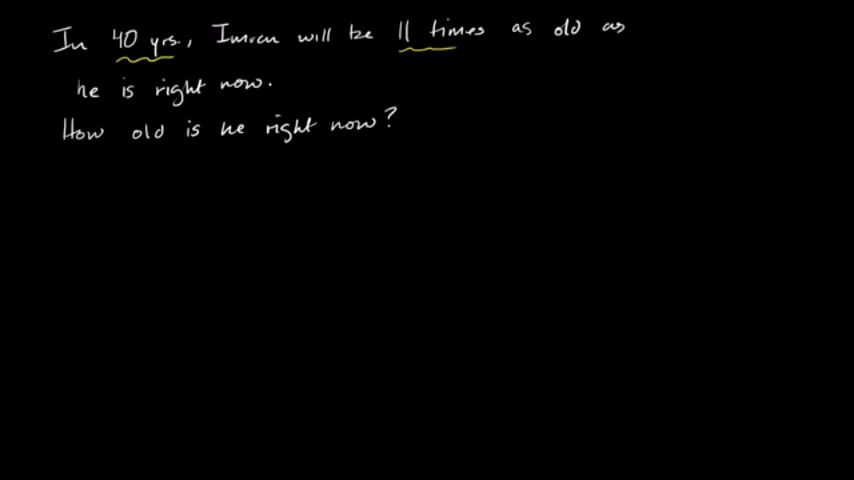 In 40 yrs., Imran will be 11 times as old as
he is right now.
How old is he right now?